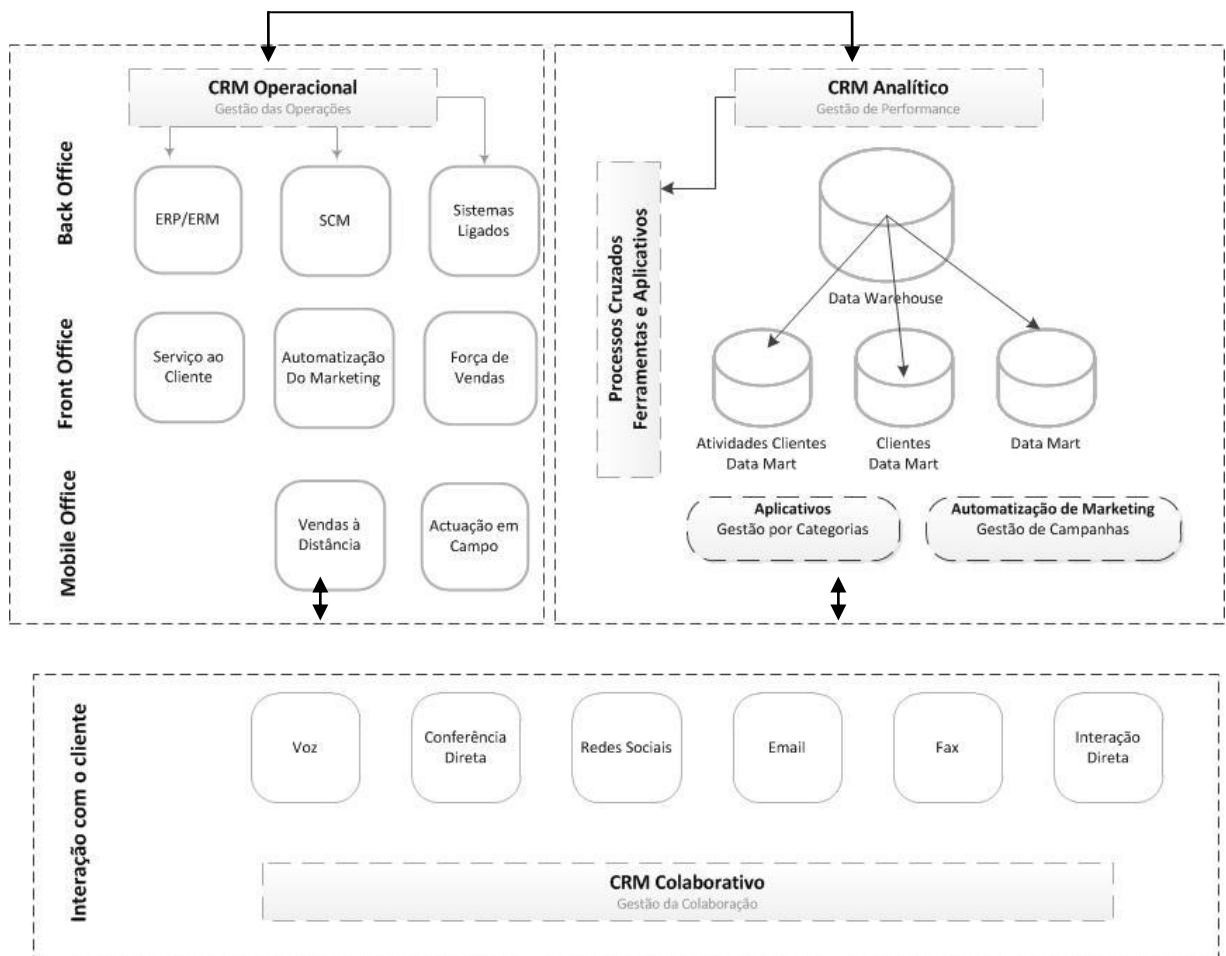 CRM Operacional
Gestão das Operações
Back Office
ERP/ERM
SCM
Sistemas
Ligados
Front Office
Serviço ao
Cliente
Automatização
Do Marketing
Força de
Vendas
Mobile Office
Vendas à
Distância
Actuação em
Campo
CRM Analítico
Gestão de Performance
Processos Cruzados
Ferramentas e Aplicativos
Data Warehouse
Atividades Clientes
Data Mart
Clientes
Data Mart
Data Mart
Aplicativos
Gestão por Categorias
Automatização de Marketing
Gestão de Campanhas
Interação com o cliente
Voz
Conferência
Direta
Redes Sociais
Email
Fax
Interação
Direta
CRM Colaborativo
Gestão da Colaboração